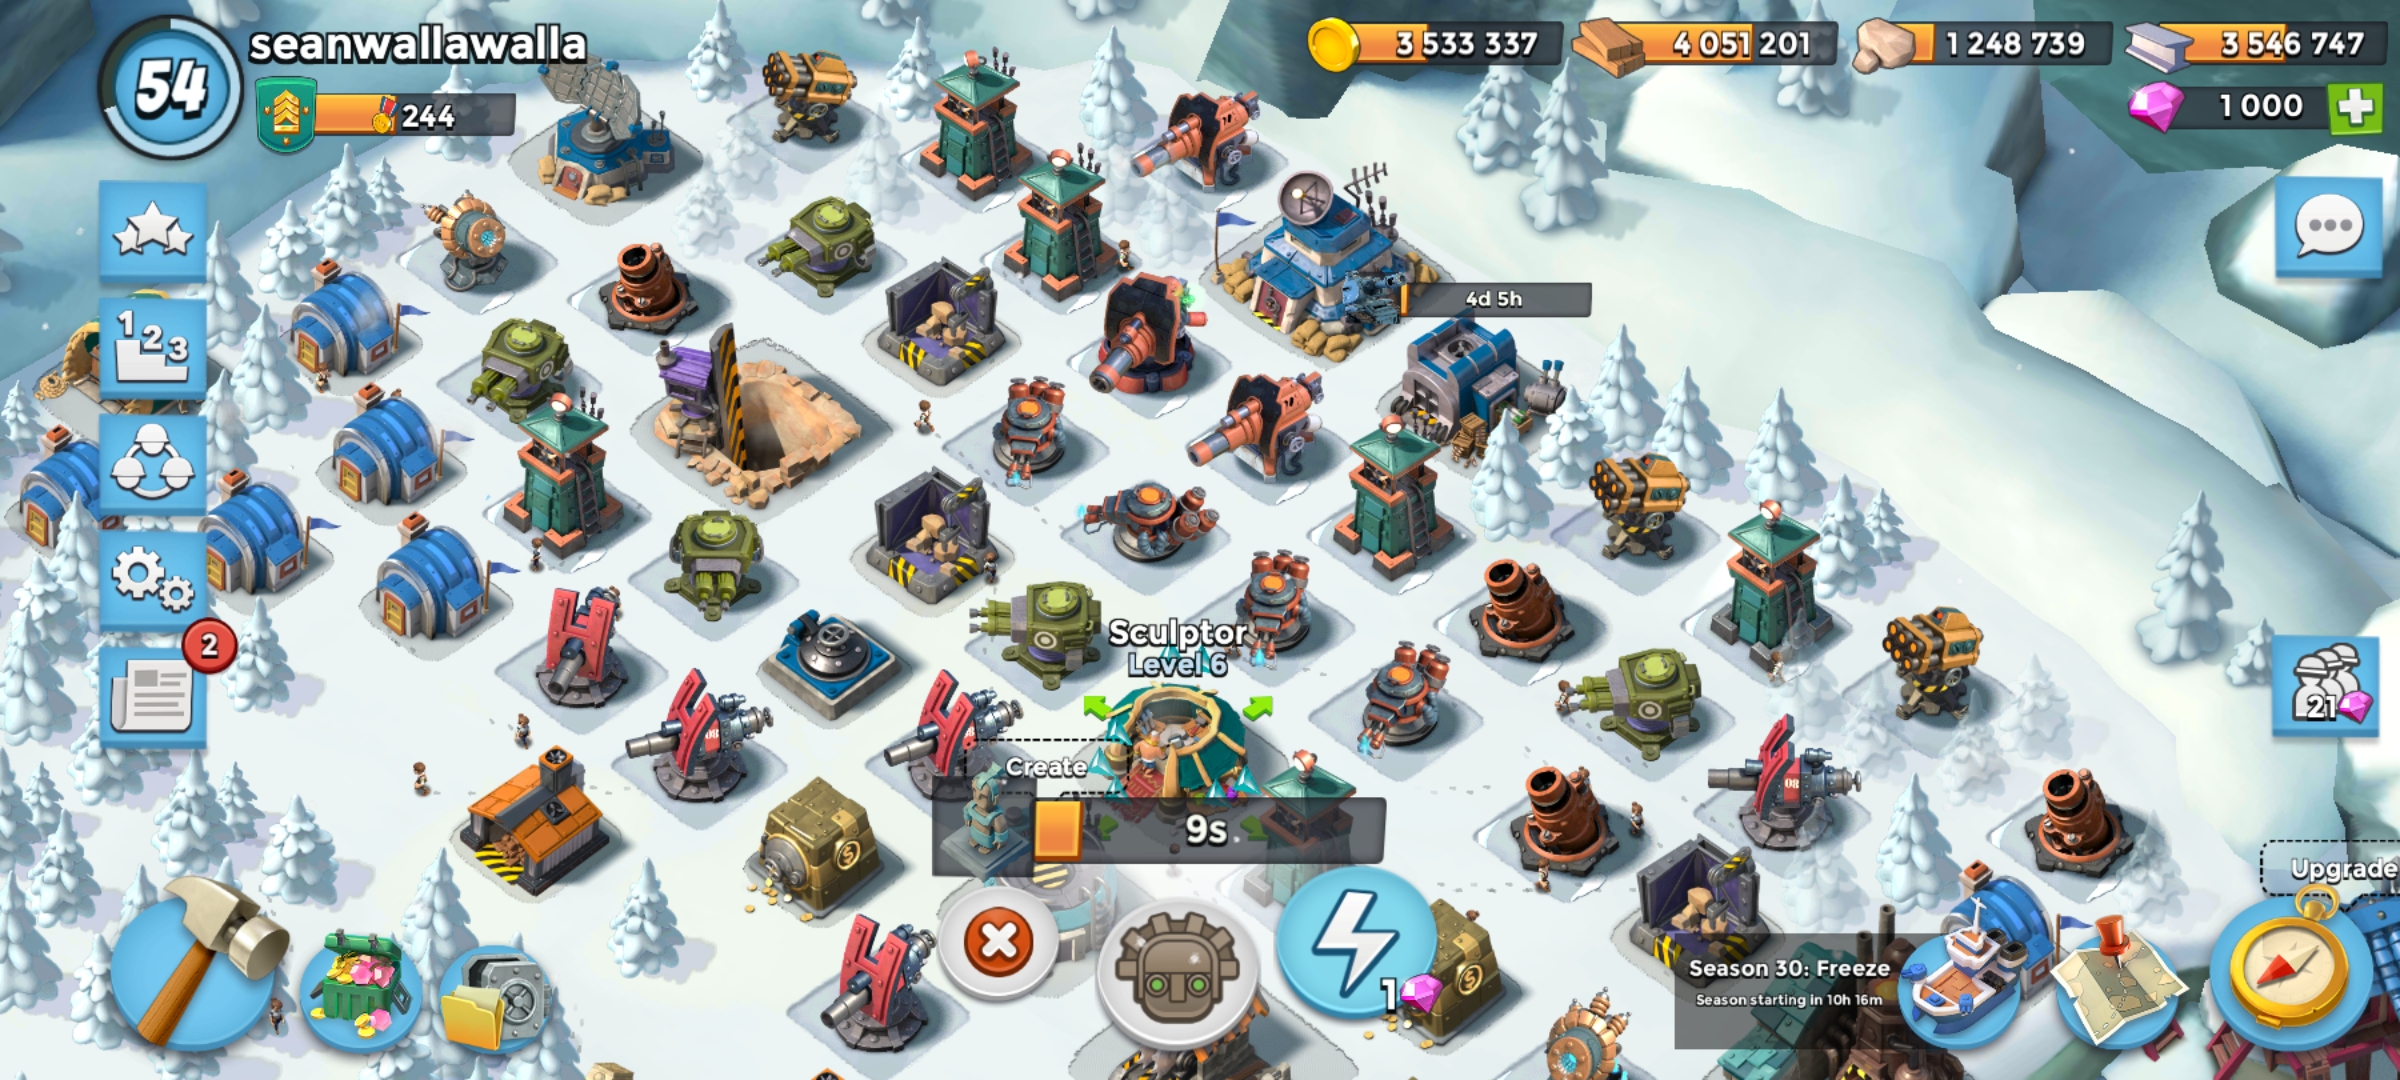 54
seanwallawalla
244
3 533 337
4 051 201
1 248 739
3 546 747
1 000
123
4d 5h
2
Sculptor
Level 6
21
Create
9s
Upgrade
1
Season 30: Freeze
Season starting in 10h 16m